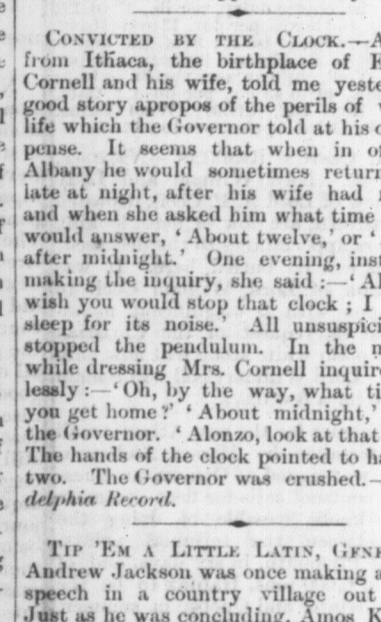 CONVICTED BY THE CLOCK.—A
from Ithaca, the birthplace of E
Cornell and his wife, told me yeste
good story apropos of the perils of
life which the Governor told at his
pense. It seems that when in of
Albany he would sometimes return
late at night, after his wife had
and when she asked him what time
would answer, ‘About twelve,’ or ‘
after midnight.’ One evening, inst
making the inquiry, she said :—‘Al
wish you would stop that clock ; I
sleep for its noise.’ All unsuspici
stopped the pendulum. In the m
while dressing Mrs. Cornell inquire
lessly :—‘Oh, by the way, what ti
you get home?’ ‘About midnight,’
the Governor. ‘Alonzo, look at that
The hands of the clock pointed to ha
two. The Governor was crushed.—
delphia Record.
TIP ’EM A LITTLE LATIN, GENE
Andrew Jackson was once making a
speech in a country village out
Just as he was concluding, Amos K